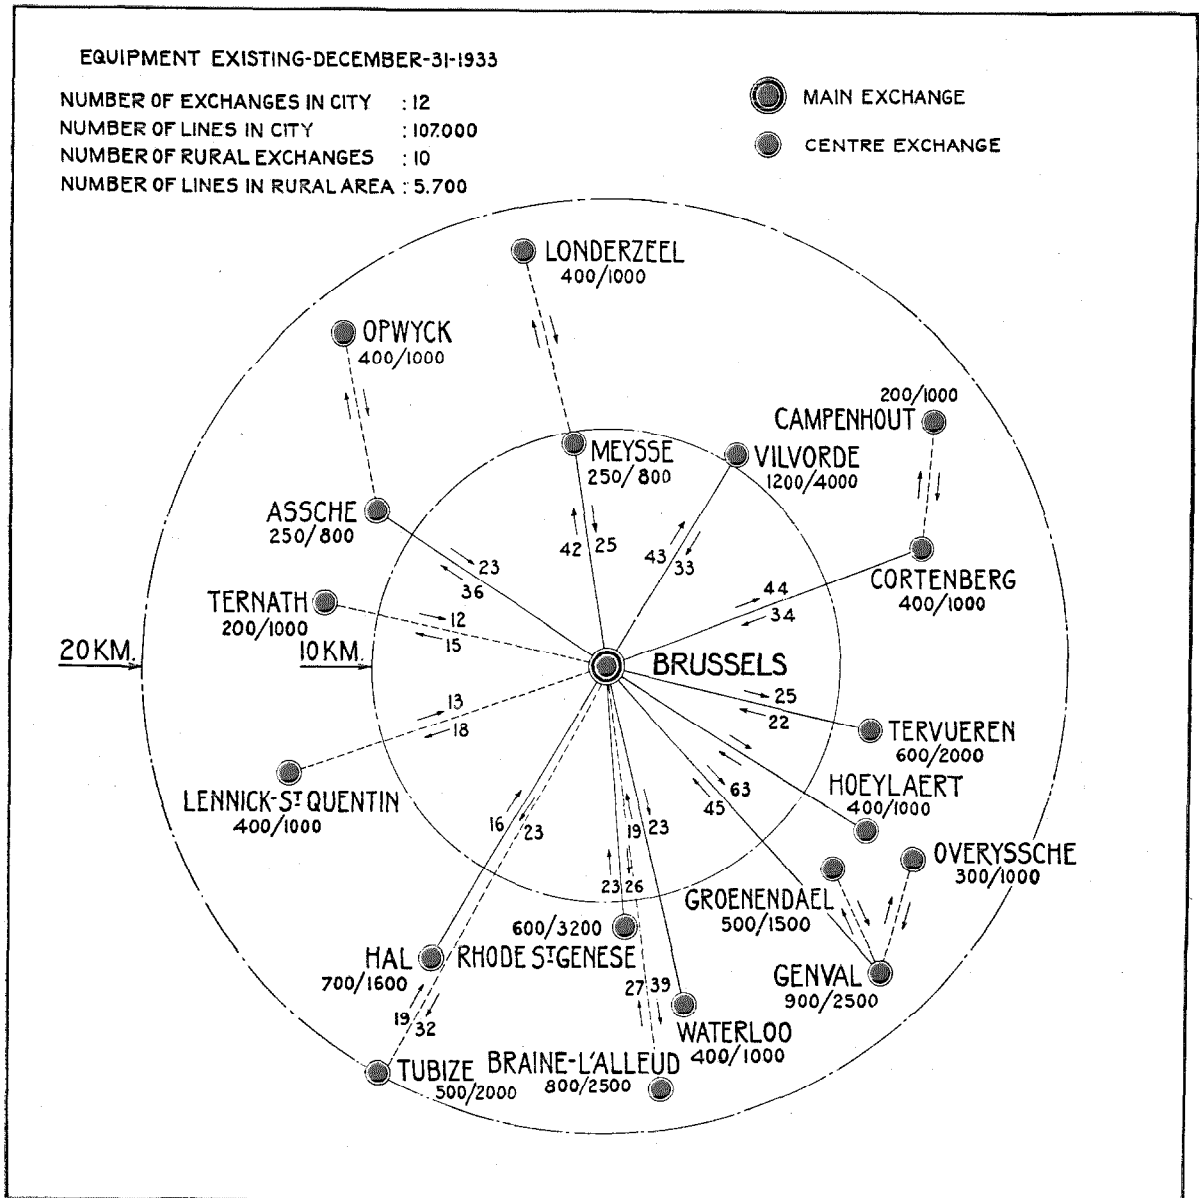 EQUIPMENT EXISTING-DECEMBER-31-1933
NUMBER OF EXCHANGES IN CITY : 12
NUMBER OF LINES IN CITY : 107.000
NUMBER OF RURAL EXCHANGES : 10
NUMBER OF LINES IN RURAL AREA : 5.700
MAIN EXCHANGE
CENTRE EXCHANGE
LONDERZEEL
400/1000
OPWYCK
400/1000
200/1000
CAMPENHOUT
MEYSSE
250/800
VILVORDE
1200/4000
ASSCHE
250/800
42 25
43
33
23
36
CORTENBERG
400/1000
44
34
TERNATH
200/1000
12
15
20 KM.
10 KM.
BRUSSELS
13
18
25
22
TERVUEREN
600/2000
LENNICK-ST QUENTIN
400/1000
HOEYLAERT
400/1000
63
45
16
23
19 23
OVERYSSCHE
300/1000
GROENENDAEL
500/1500
23 26
600/3200
RHODE ST GENESE
HAL
700/1600
GENVAL
900/2500
27 39
19
32
WATERLOO
400/1000
TUBIZE
500/2000
BRAINE-L'ALLEUD
800/2500